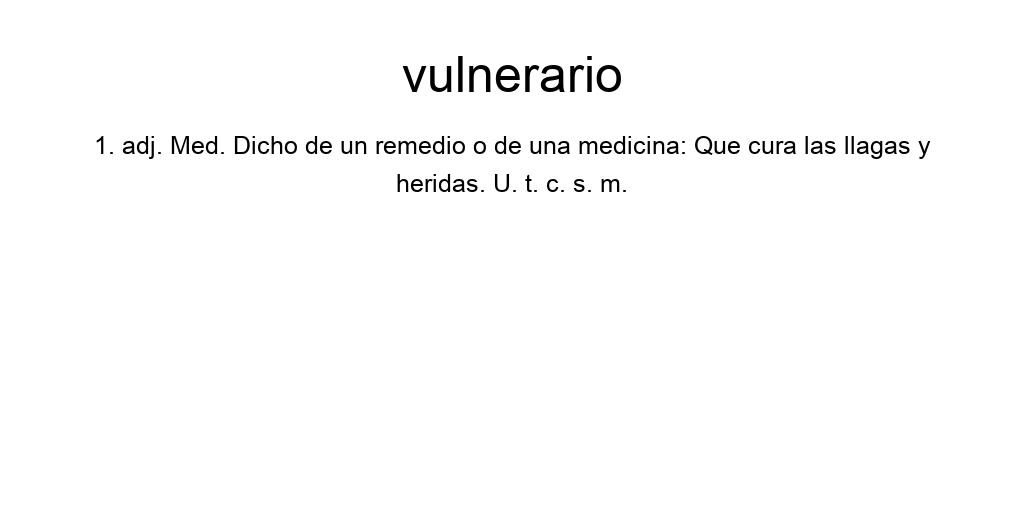 vulnerario
1. adj. Med. Dicho de un remedio o de una medicina: Que cura las llagas y
heridas. U. t. c. s. m.